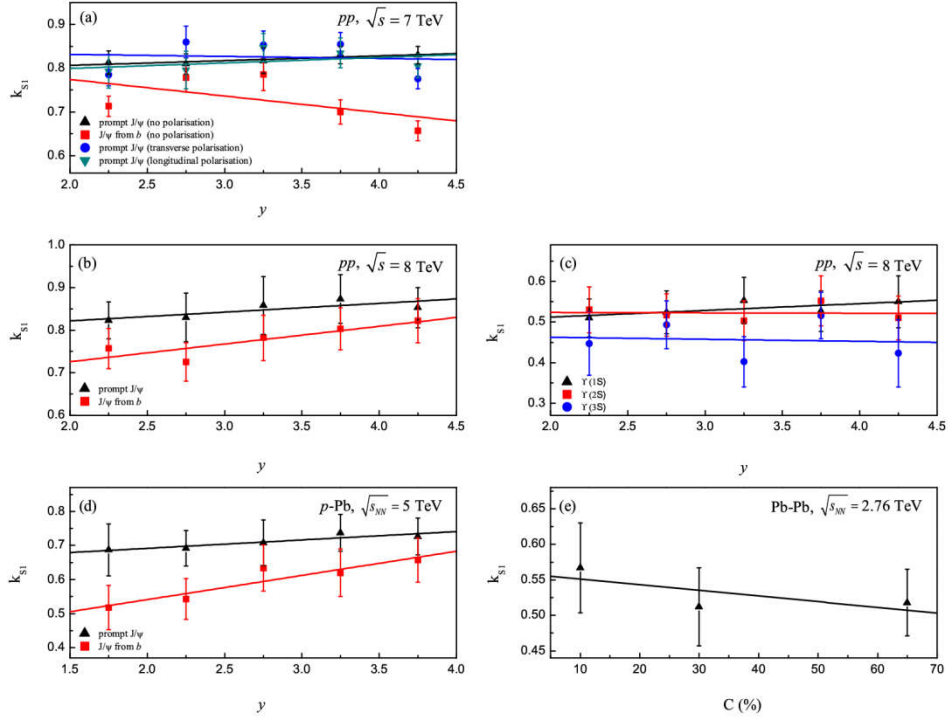 (a)
pp, √s = 7 TeV
0.9
0.8
0.7
0.6
k_S1
prompt J/ψ (no polarisation)
J/ψ from b (no polarisation)
prompt J/ψ (transverse polarisation)
prompt J/ψ (longitudinal polarisation)
2.0 2.5 3.0 3.5 4.0 4.5
y
(b)
pp, √s = 8 TeV
1.0
0.9
0.8
0.7
0.6
k_S1
prompt J/ψ
J/ψ from b
2.0 2.5 3.0 3.5 4.0 4.5
y
(c)
pp, √s = 8 TeV
0.6
0.5
0.4
0.3
k_S1
Υ (1S)
Υ (2S)
Υ (3S)
2.0 2.5 3.0 3.5 4.0 4.5
y
(d)
p-Pb, √s_NN = 5 TeV
0.8
0.7
0.6
0.5
0.4
k_S1
prompt J/ψ
J/ψ from b
1.5 2.0 2.5 3.0 3.5 4.0
y
(e)
Pb-Pb, √s_NN = 2.76 TeV
0.65
0.60
0.55
0.50
0.45
k_S1
10 20 30 40 50 60 70
C (%)